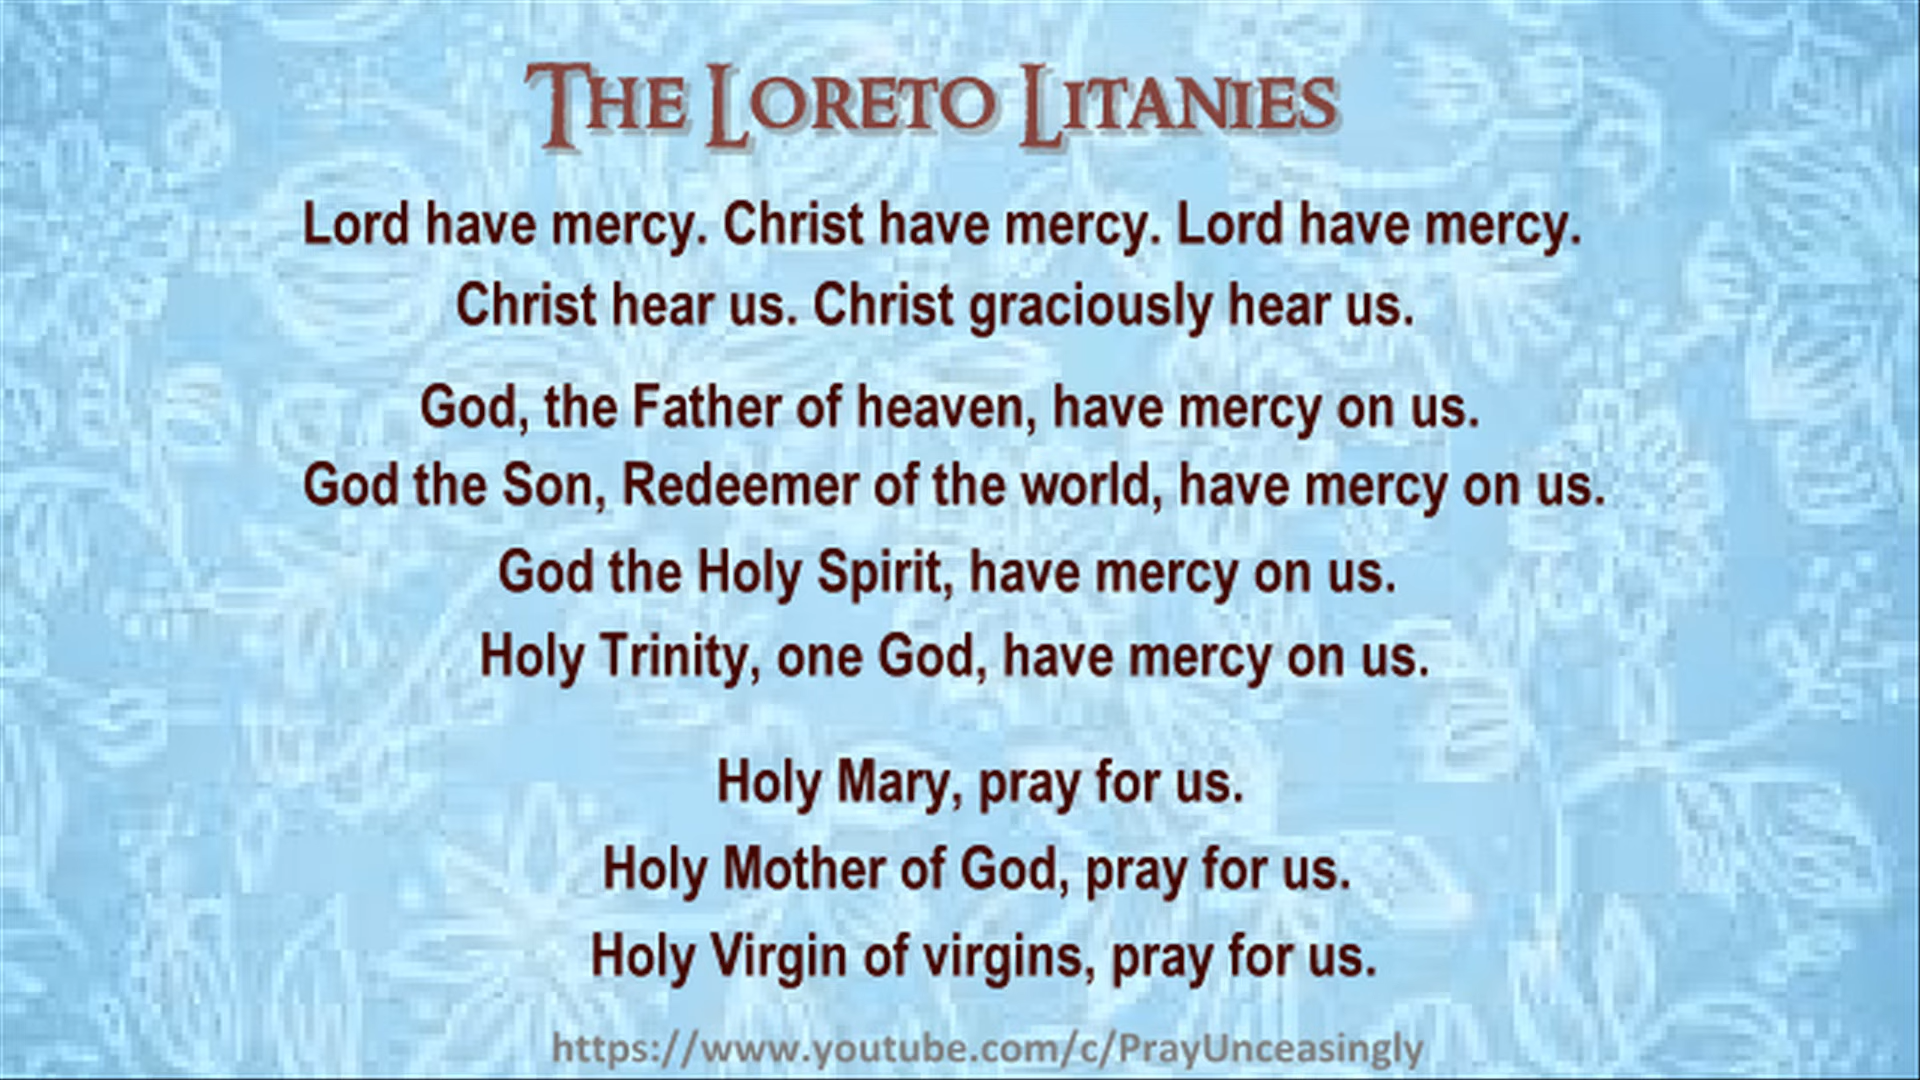 The Loreto Litanies
Lord have mercy. Christ have mercy. Lord have mercy.
Christ hear us. Christ graciously hear us.
God, the Father of heaven, have mercy on us.
God the Son, Redeemer of the world, have mercy on us.
God the Holy Spirit, have mercy on us.
Holy Trinity, one God, have mercy on us.
Holy Mary, pray for us.
Holy Mother of God, pray for us.
Holy Virgin of virgins, pray for us.
https://www.youtube.com/c/PrayUnceasingly